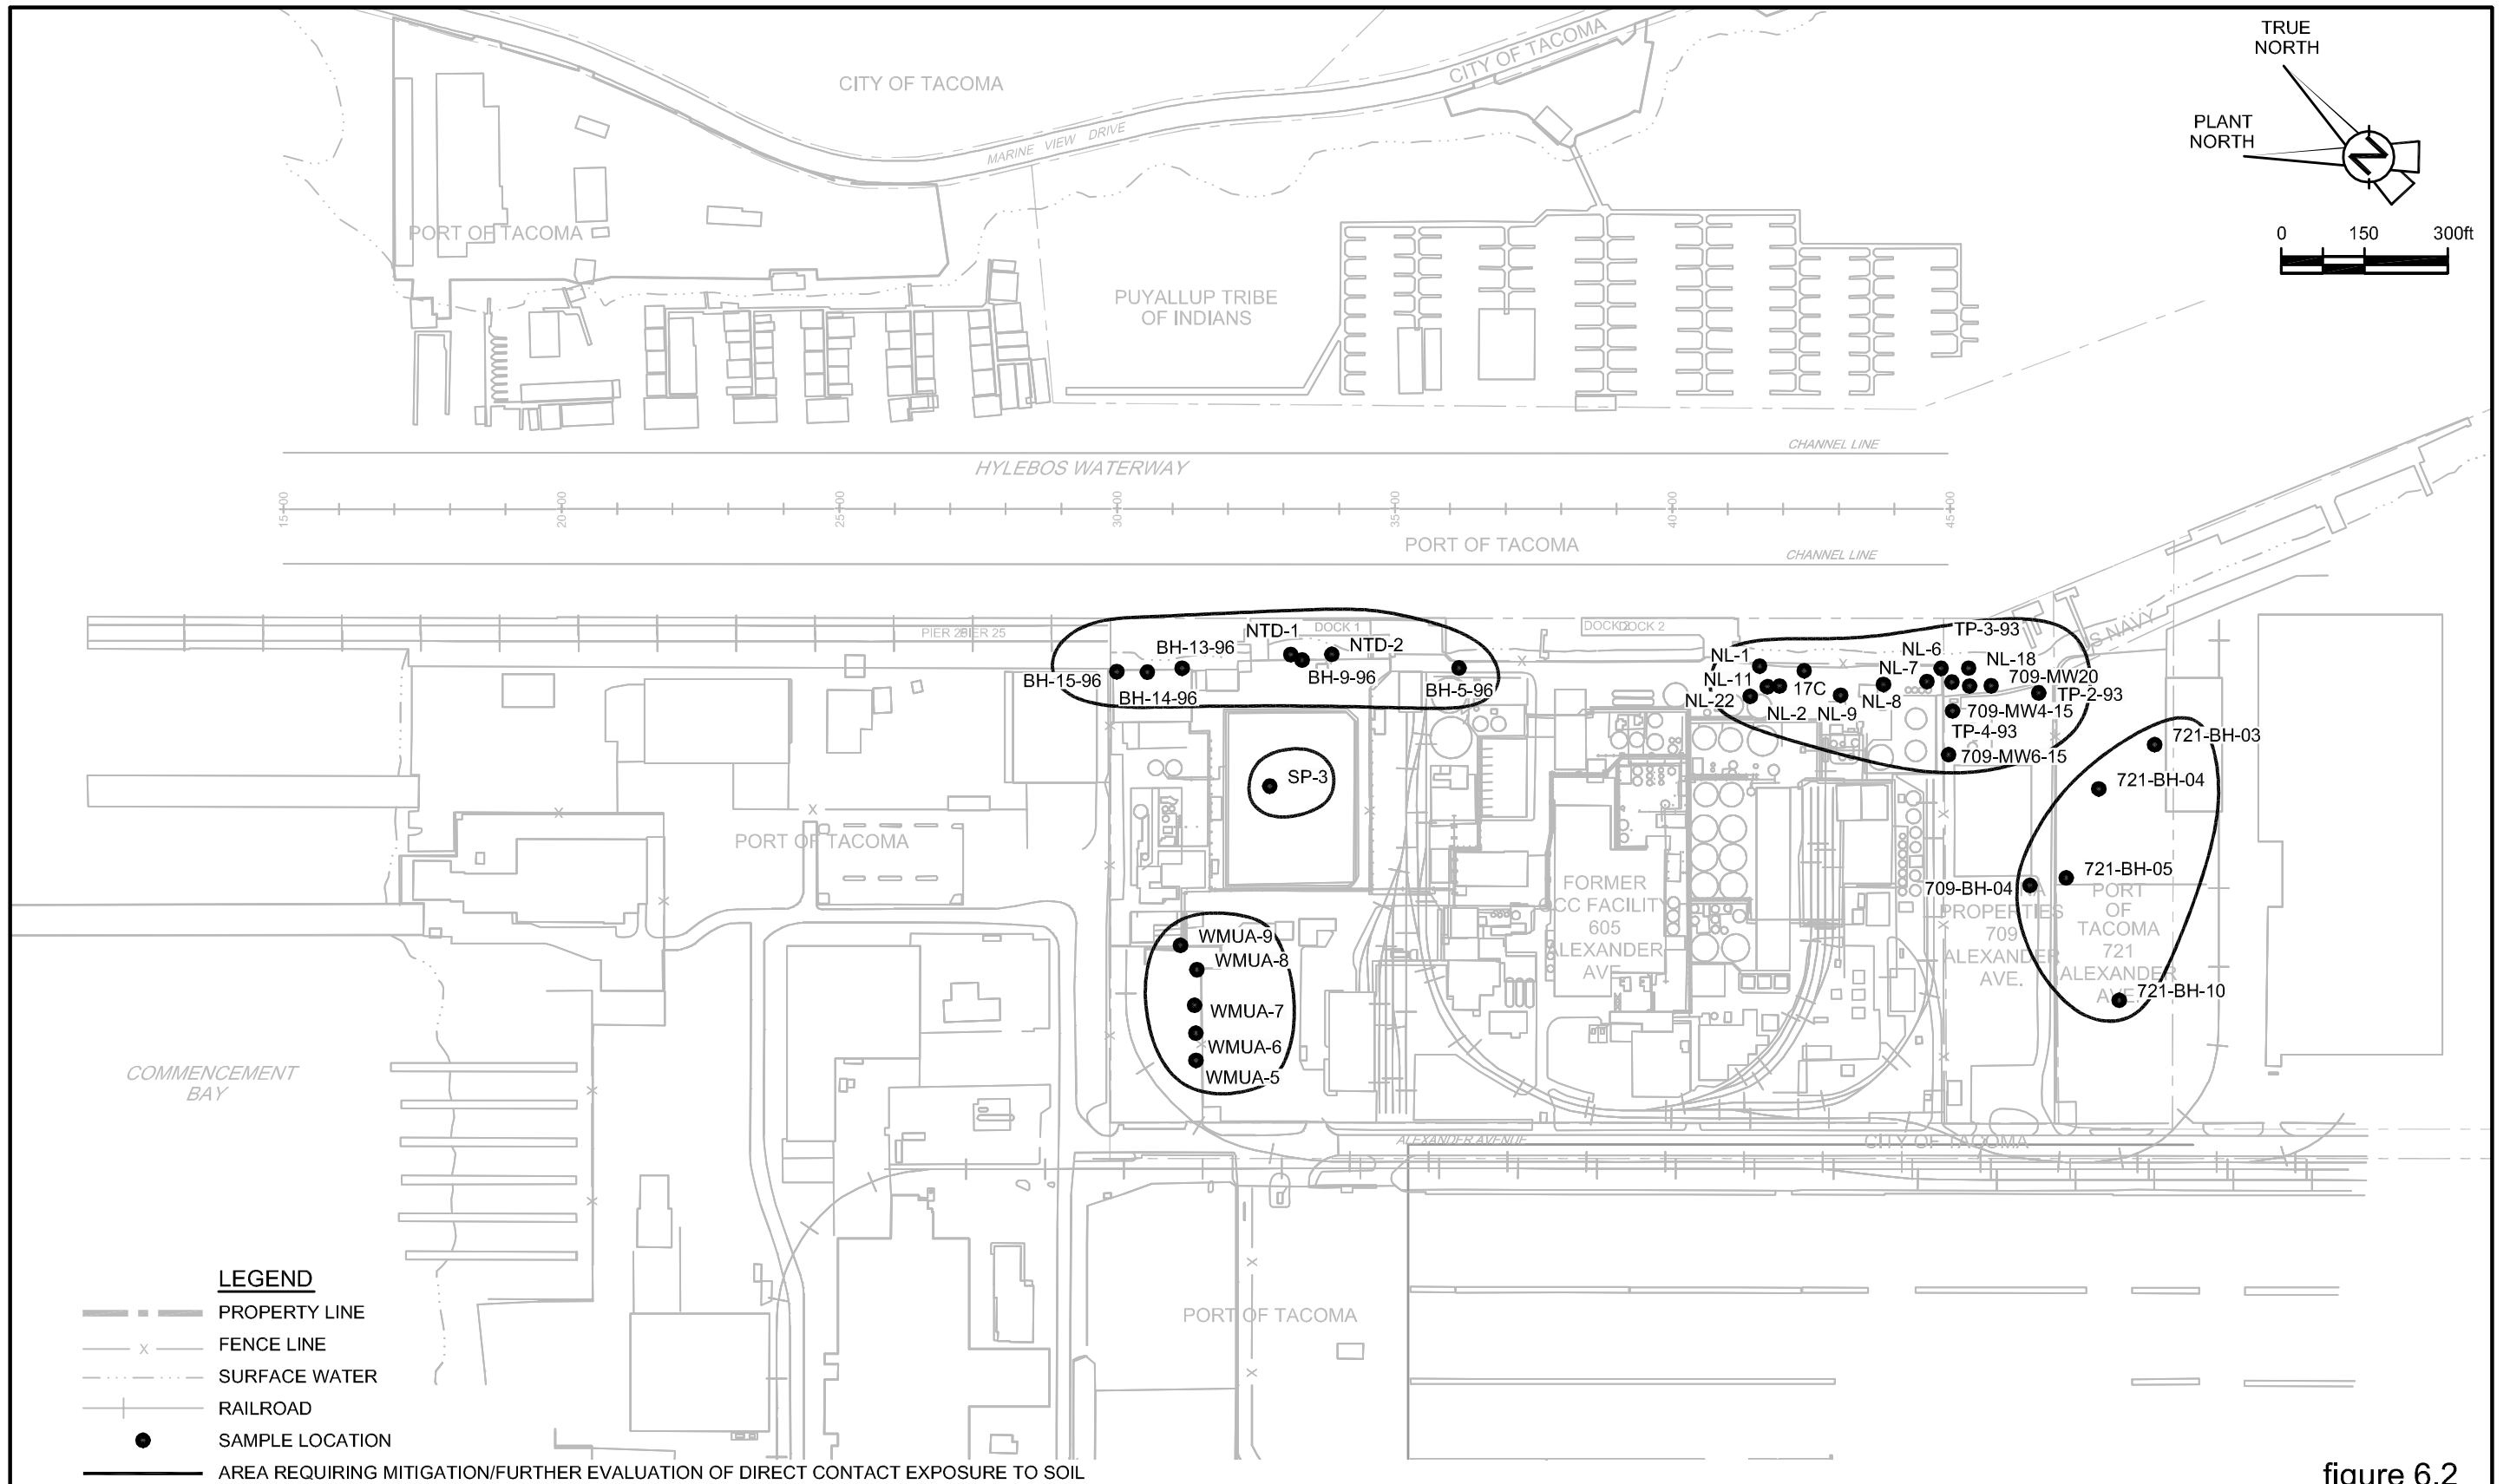 TRUE
NORTH
PLANT
NORTH
0 150 300ft
CITY OF TACOMA
CITY OF TACOMA
MARINE VIEW DRIVE
PORT OF TACOMA
PUYALLUP TRIBE
OF INDIANS
CHANNEL LINE
HYLEBOS WATERWAY
15+00 20+00 25+00 30+00 35+00 40+00 45+00
PORT OF TACOMA
CHANNEL LINE
PIER 25
PIER 25
DOCK 1
DOCK 2
DOCK 2
S NAVY
NTD-1
NTD-2
BH-13-96
BH-15-96
BH-14-96
BH-9-96
BH-5-96
TP-3-93
NL-1
NL-6
NL-7
NL-18
NL-11
17C
709-MW20
NL-22
NL-8
TP-2-93
NL-2
NL-9
709-MW4-15
TP-4-93
709-MW6-15
721-BH-03
721-BH-04
SP-3
PORT OF TACOMA
721-BH-05
709-BH-04
FORMER
OCC FACILITY
605
ALEXANDER
AVE.
PROPERTIES
709
ALEXANDER
AVE.
PORT
OF
TACOMA
721
ALEXANDER
AVE.
721-BH-10
WMUA-9
WMUA-8
WMUA-7
WMUA-6
WMUA-5
COMMENCEMENT
BAY
ALEXANDER AVENUE
CITY OF TACOMA
PORT OF TACOMA
LEGEND
PROPERTY LINE
x FENCE LINE
SURFACE WATER
RAILROAD
SAMPLE LOCATION
AREA REQUIRING MITIGATION/FURTHER EVALUATION OF DIRECT CONTACT EXPOSURE TO SOIL
figure 6.2